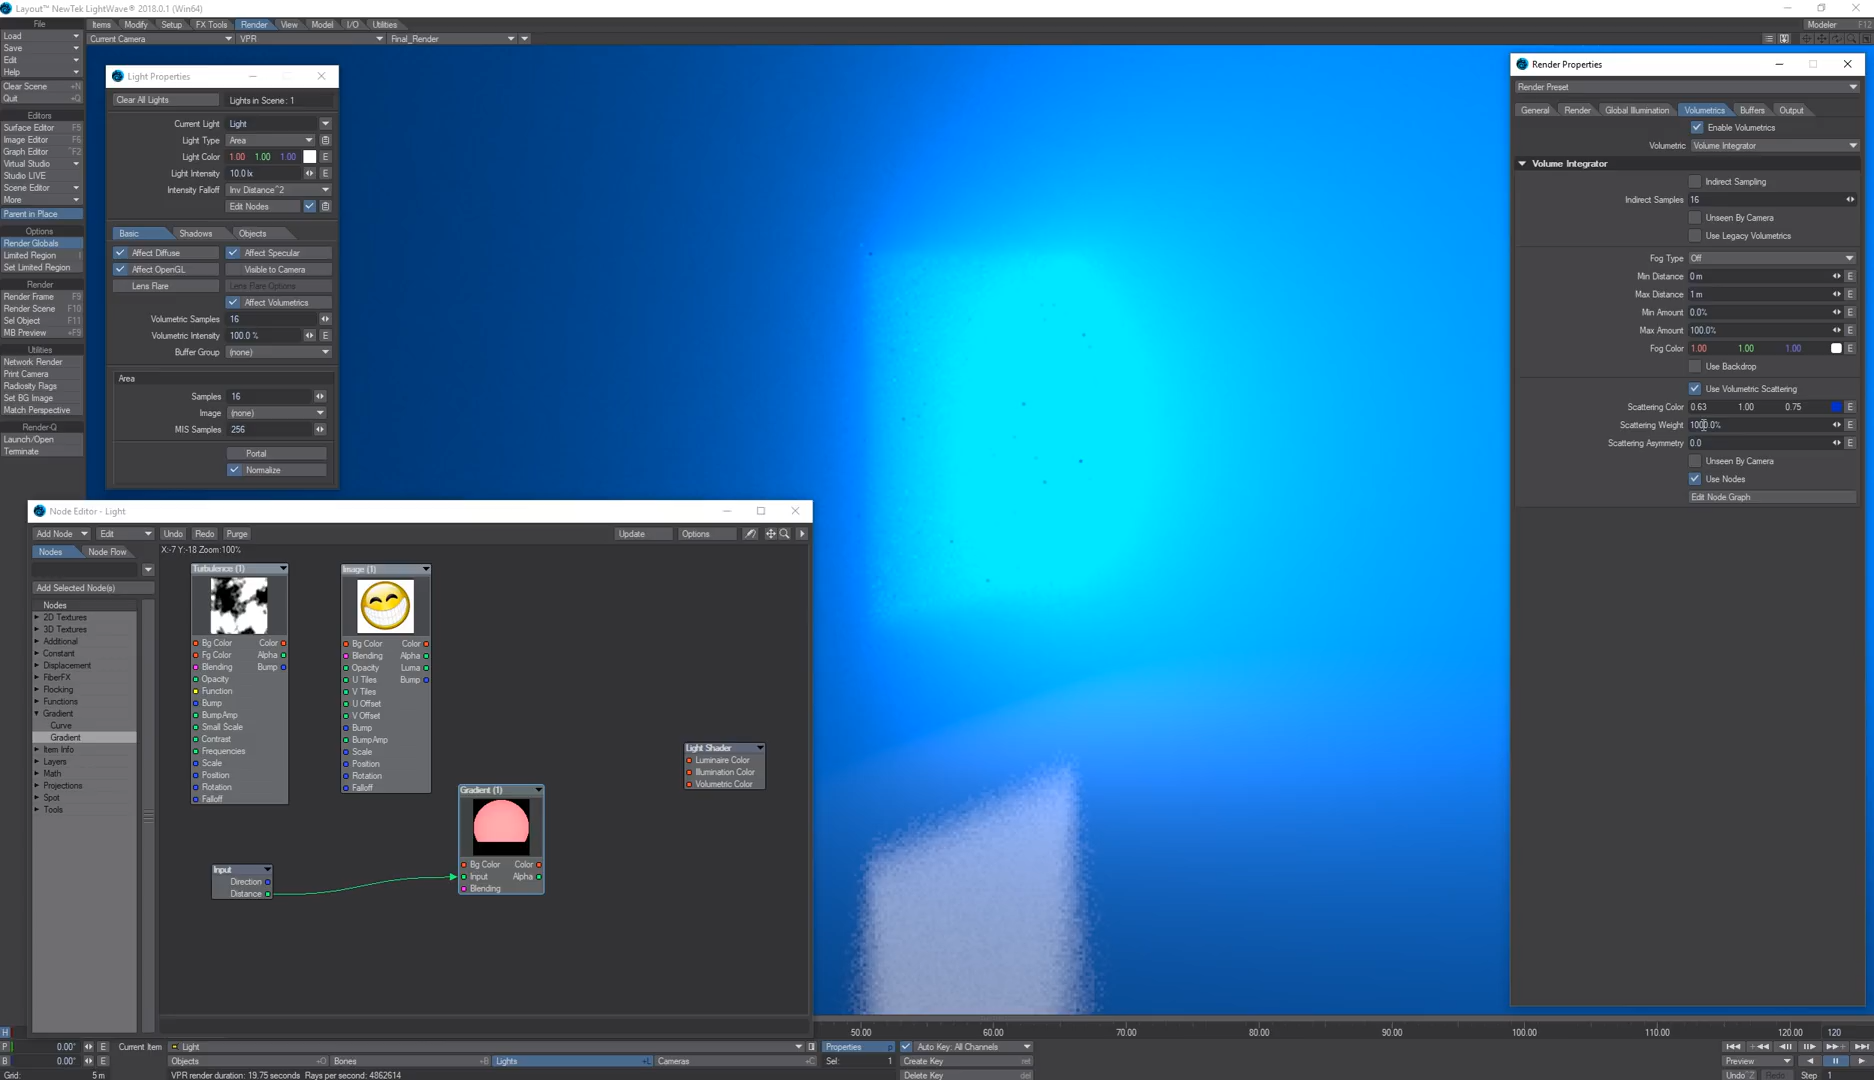 Layout™ NewTek LightWave® 2018.0.1 (Win64)
File Items Modify Setup FX Tools Render View Model I/O Utilities Modeler F12
Load
Save
Edit
Help
Clear Scene +N
Quit +Q
Editors
Surface Editor F5
Image Editor F6
Graph Editor ^F2
Virtual Studio
Studio LIVE
Scene Editor
More
Parent in Place
Options
Render Globals
Limited Region l
Set Limited Region
Render
Render Frame F9
Render Scene F10
Sel Object F11
MB Preview +F9
Utilities
Network Render
Print Camera
Radiosity Flags
Set BG Image
Match Perspective
Render-Q
Launch/Open
Terminate
Current Camera VPR Final_Render
Light Properties
Clear All Lights Lights in Scene: 1
Current Light Light
Light Type Area
Light Color 1.00 1.00 1.00 E
Light Intensity 10.0 lx E
Intensity Falloff Inv Distance^2
Edit Nodes
Basic Shadows Objects
Affect Diffuse Affect Specular
Affect OpenGL Visible to Camera
Lens Flare Lens Flare Options
Affect Volumetrics
Volumetric Samples 16
Volumetric Intensity 100.0 % E
Buffer Group (none)
Area
Samples 16
Image (none)
MIS Samples 256
Portal
Normalize
Node Editor - Light
Add Node Edit Undo Redo Purge Update Options
Nodes Node Flow
X:-7 Y:-18 Zoom:100%
Add Selected Node(s)
Nodes
2D Textures
3D Textures
Additional
Constant
Displacement
FiberFX
Flocking
Functions
Gradient
Curve
Gradient
Item Info
Layers
Math
Projections
Spot
Tools
Turbulence (1)
Bg Color Color
Fg Color Alpha
Blending Bump
Opacity
Function
Bump
BumpAmp
Small Scale
Contrast
Frequencies
Scale
Position
Rotation
Falloff
Image (1)
Bg Color Color
Blending Alpha
Opacity Luma
U Tiles Bump
V Tiles
U Offset
V Offset
Bump
BumpAmp
Scale
Position
Rotation
Falloff
Input
Direction
Distance
Gradient (1)
Bg Color Color
Input Alpha
Blending
Light Shader
Luminaire Color
Illumination Color
Volumetric Color
Render Properties
Render Preset
General Render Global Illumination Volumetrics Buffers Output
Enable Volumetrics
Volumetric Volume Integrator
Volume Integrator
Indirect Sampling
Indirect Samples 16
Unseen By Camera
Use Legacy Volumetrics
Fog Type Off
Min Distance 0 m E
Max Distance 1 m E
Min Amount 0.0% E
Max Amount 100.0% E
Fog Color 1.00 1.00 1.00 E
Use Backdrop
Use Volumetric Scattering
Scattering Color 0.63 1.00 0.75 E
Scattering Weight 1000.0% E
Scattering Asymmetry 0.0 E
Unseen By Camera
Use Nodes
Edit Node Graph
H 50.00 60.00 70.00 80.00 90.00 100.00 110.00 120.00 120
P 0.00° E Current Item Light Properties p Auto Key: All Channels
B 0.00° E Objects +O Bones +B Lights +L Cameras +C Sel: 1 Create Key ret Preview
Grid: 5 m VPR render duration: 19.75 seconds Rays per second: 4862614 Delete Key del Undo^Z Redo Step 1